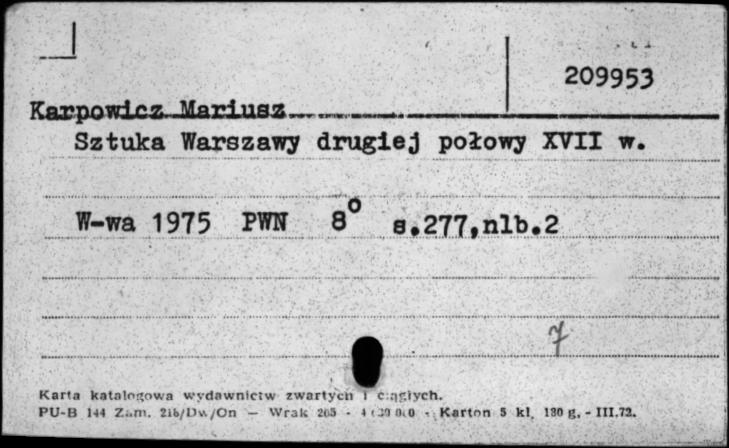 209953
Karpowicz Mariusz
Sztuka Warszawy drugiej połowy XVII w.
W-wa 1975 PWN 8° s.277,nlb.2
7
Karta katalogowa wydawnictw zwartych i ciągłych.
PU-B 144 Zam. 216/Dw/On — Wrak 205 - Karton 5 kl. 180 g, - III.72.